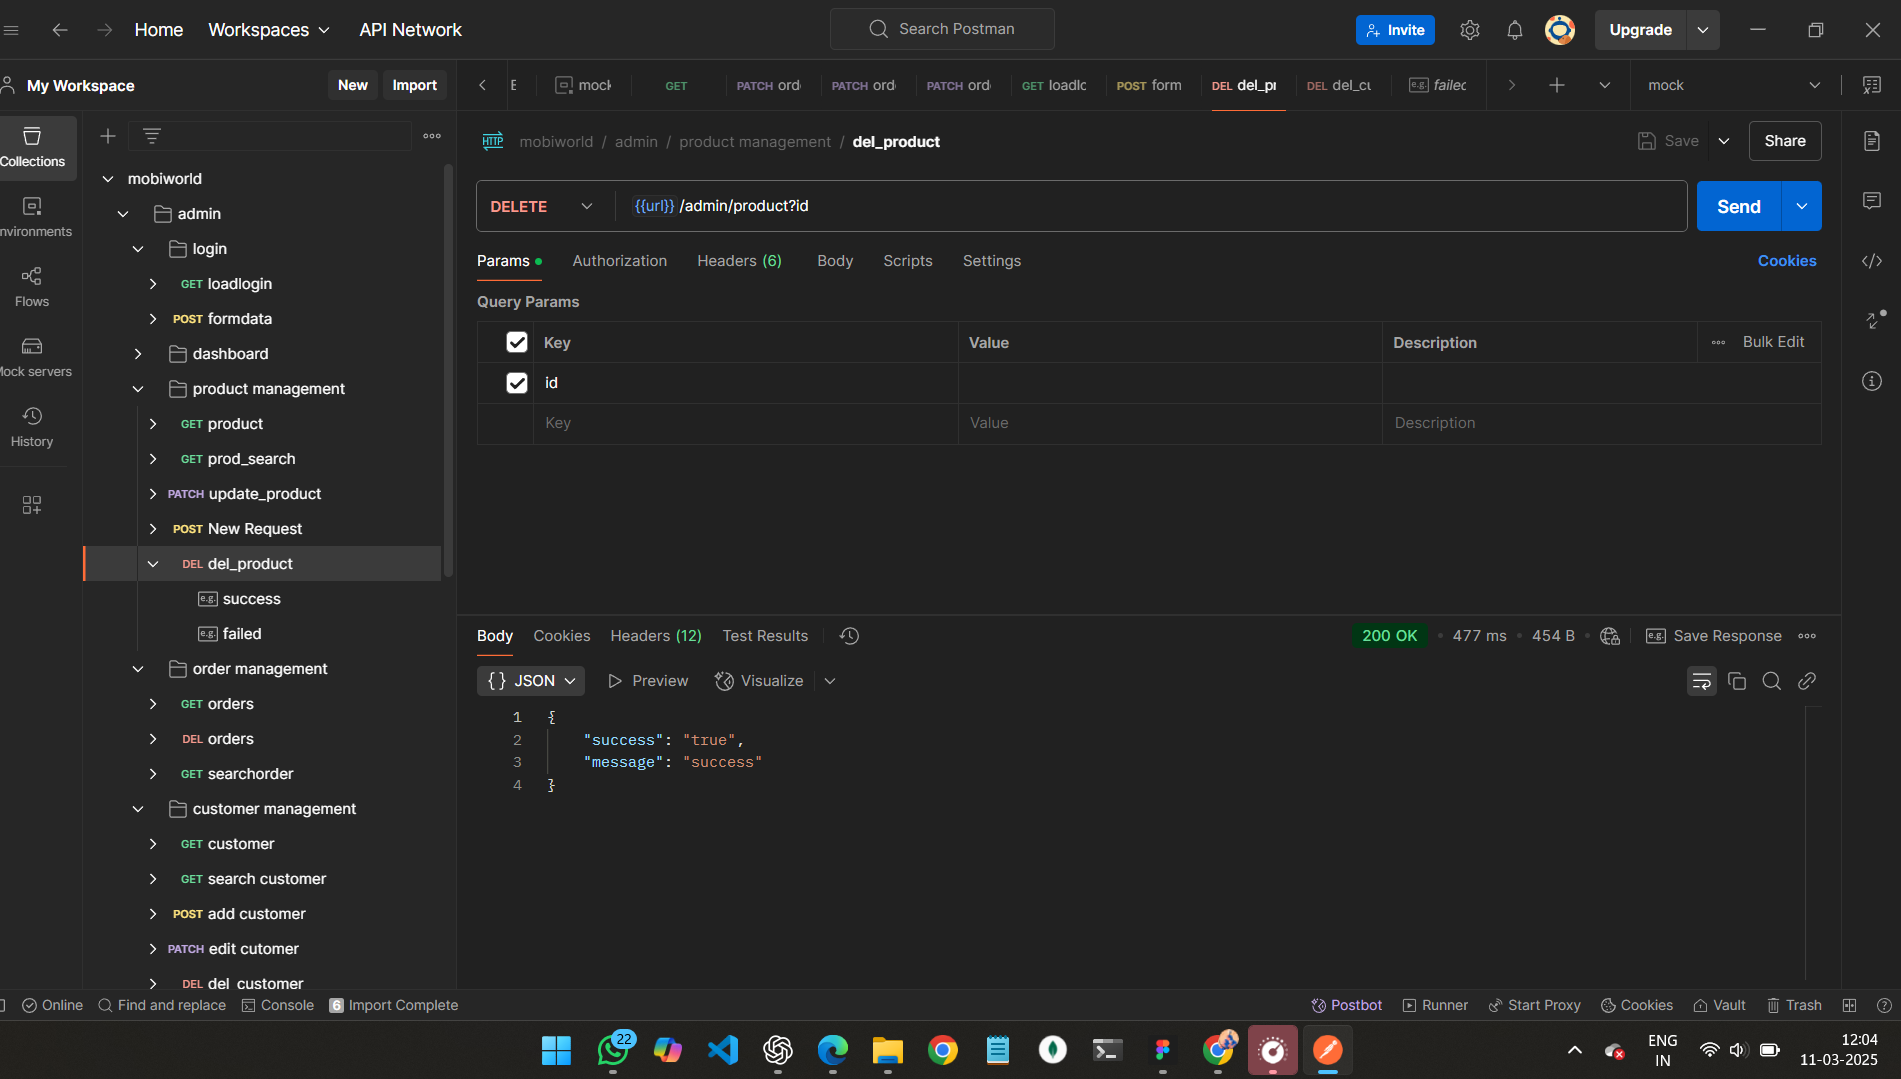 Home
Workspaces
API Network
Search Postman
Invite
Upgrade
My Workspace
New
Import
mock
GET
PATCH ord
PATCH ord
PATCH ord
GET loadlc
POST form
DEL del_pr
DEL del_cu
e.g. failed
mock
Collections
nvironments
Flows
Mock servers
History
mobiworld
admin
login
GET loadlogin
POST formdata
dashboard
product management
GET product
GET prod_search
PATCH update_product
POST New Request
DEL del_product
e.g. success
e.g. failed
order management
GET orders
DEL orders
GET searchorder
customer management
GET customer
GET search customer
POST add customer
PATCH edit cutomer
DEL del_customer
HTTP mobiworld / admin / product management / del_product
Save
Share
DELETE
{{url}} /admin/product?id
Send
Params
Authorization
Headers (6)
Body
Scripts
Settings
Cookies
Query Params
Key
Value
Description
Bulk Edit
id
Key
Value
Description
Body
Cookies
Headers (12)
Test Results
200 OK
477 ms
454 B
e.g. Save Response
{} JSON
Preview
Visualize
1 {
2 "success": "true",
3 "message": "success"
4 }
Online
Find and replace
Console
6 Import Complete
Postbot
Runner
Start Proxy
Cookies
Vault
Trash
22
ENG
IN
12:04
11-03-2025